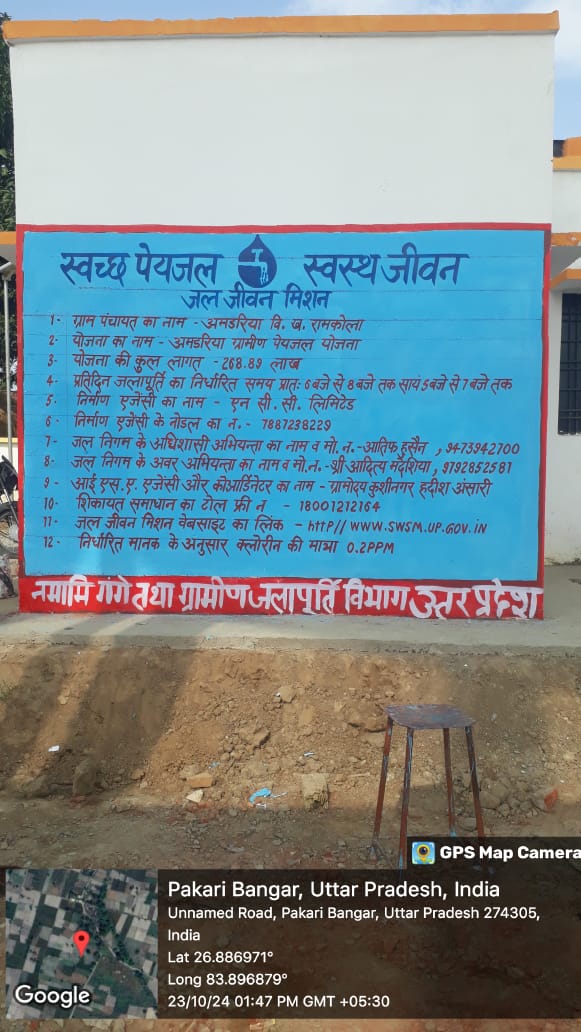 स्वच्छ पेयजल स्वस्थ जीवन
जल जीवन मिशन
1- ग्राम पंचायत का नाम - अमडरिया वि. ख. रामकोला
2- योजना का नाम - अमडरिया ग्रामीण पेयजल योजना
3- योजना की कुल लागत - 268.89 लाख
4- प्रतिदिन जलापूर्ति का निर्धारित समय प्रातः 6 बजे से 8 बजे तक सायं 5 बजे से 7 बजे तक
5- निर्माण एजेंसी का नाम - एन सी. सी. लिमिटेड
6- निर्माण एजेंसी के नोडल का न.- 7887238229
7- जल निगम के अधिशासी अभियन्ता का नाम व मो. न.-आतिफ हुसैन , 9473942700
8- जल निगम के अवर अभियन्ता का नाम व मो.न.-श्री आदित्य मद्देशिया, 9792852581
9- आई एस. ए. एजेंसी और कोआर्डिनेटर का नाम - ग्रामोदय कुशीनगर हदीश अंसारी
10- शिकायत समाधान का टोल फ्री न - 18001212164
11- जल जीवन मिशन वेबसाइट का लिंक - http// WWW.SWSM.UP.GOV.IN
12- निर्धारित मानक के अनुसार क्लोरीन की मात्रा 0.2PPM
नमामि गंगे तथा ग्रामीण जलापूर्ति विभाग उत्तर प्रदेश
GPS Map Camera
Pakari Bangar, Uttar Pradesh, India
Unnamed Road, Pakari Bangar, Uttar Pradesh 274305,
India
Lat 26.886971°
Long 83.896879°
23/10/24 01:47 PM GMT +05:30
Google